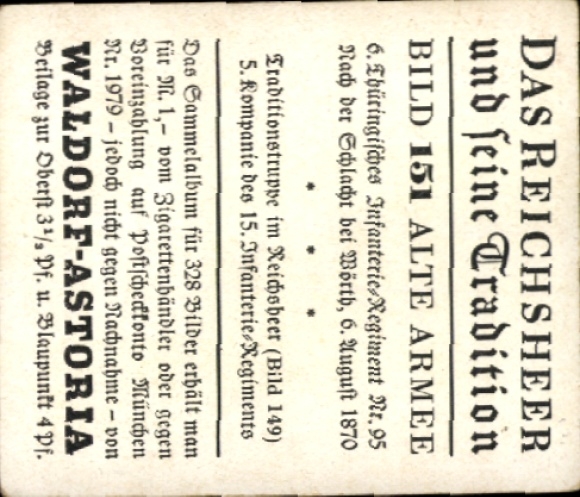 DAS REICHSHEER
und seine Tradition
BILD 151 ALTE ARMEE
6. Thüringisches Infanterie-Regiment Nr. 95
Nach der Schlacht bei Wörth, 6. August 1870
* * *
Traditionstruppe im Reichsheer (Bild 149)
5. Kompanie des 15. Infanterie-Regiments
Das Sammelalbum für 328 Bilder erhält man
für M. 1,- vom Zigarettenhändler oder gegen
Voreinzahlung auf Postscheckkonto München
Nr. 1979 – jedoch nicht gegen Nachnahme – von
WALDORF-ASTORIA
Beilage zur Oberst 3⅓ Pf. u. Blaupunkt 4 Pf.